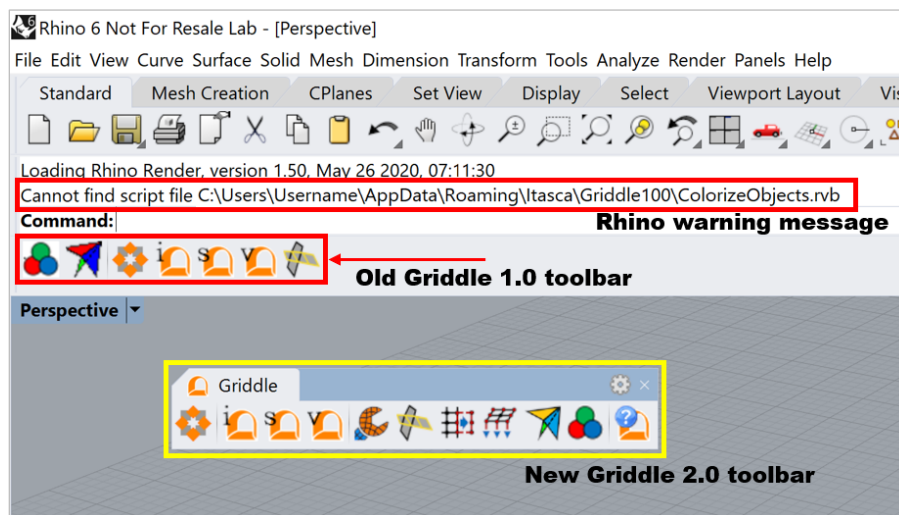 Rhino 6 Not For Resale Lab - [Perspective]
File Edit View Curve Surface Solid Mesh Dimension Transform Tools Analyze Render Panels Help
Standard Mesh Creation CPlanes Set View Display Select Viewport Layout Vis
Loading Rhino Render, version 1.50, May 26 2020, 07:11:30
Cannot find script file C:\Users\Username\AppData\Roaming\Itasca\Griddle100\ColorizeObjects.rvb
Command:
Rhino warning message
i s v
Old Griddle 1.0 toolbar
Perspective
Griddle
i s v ?
New Griddle 2.0 toolbar